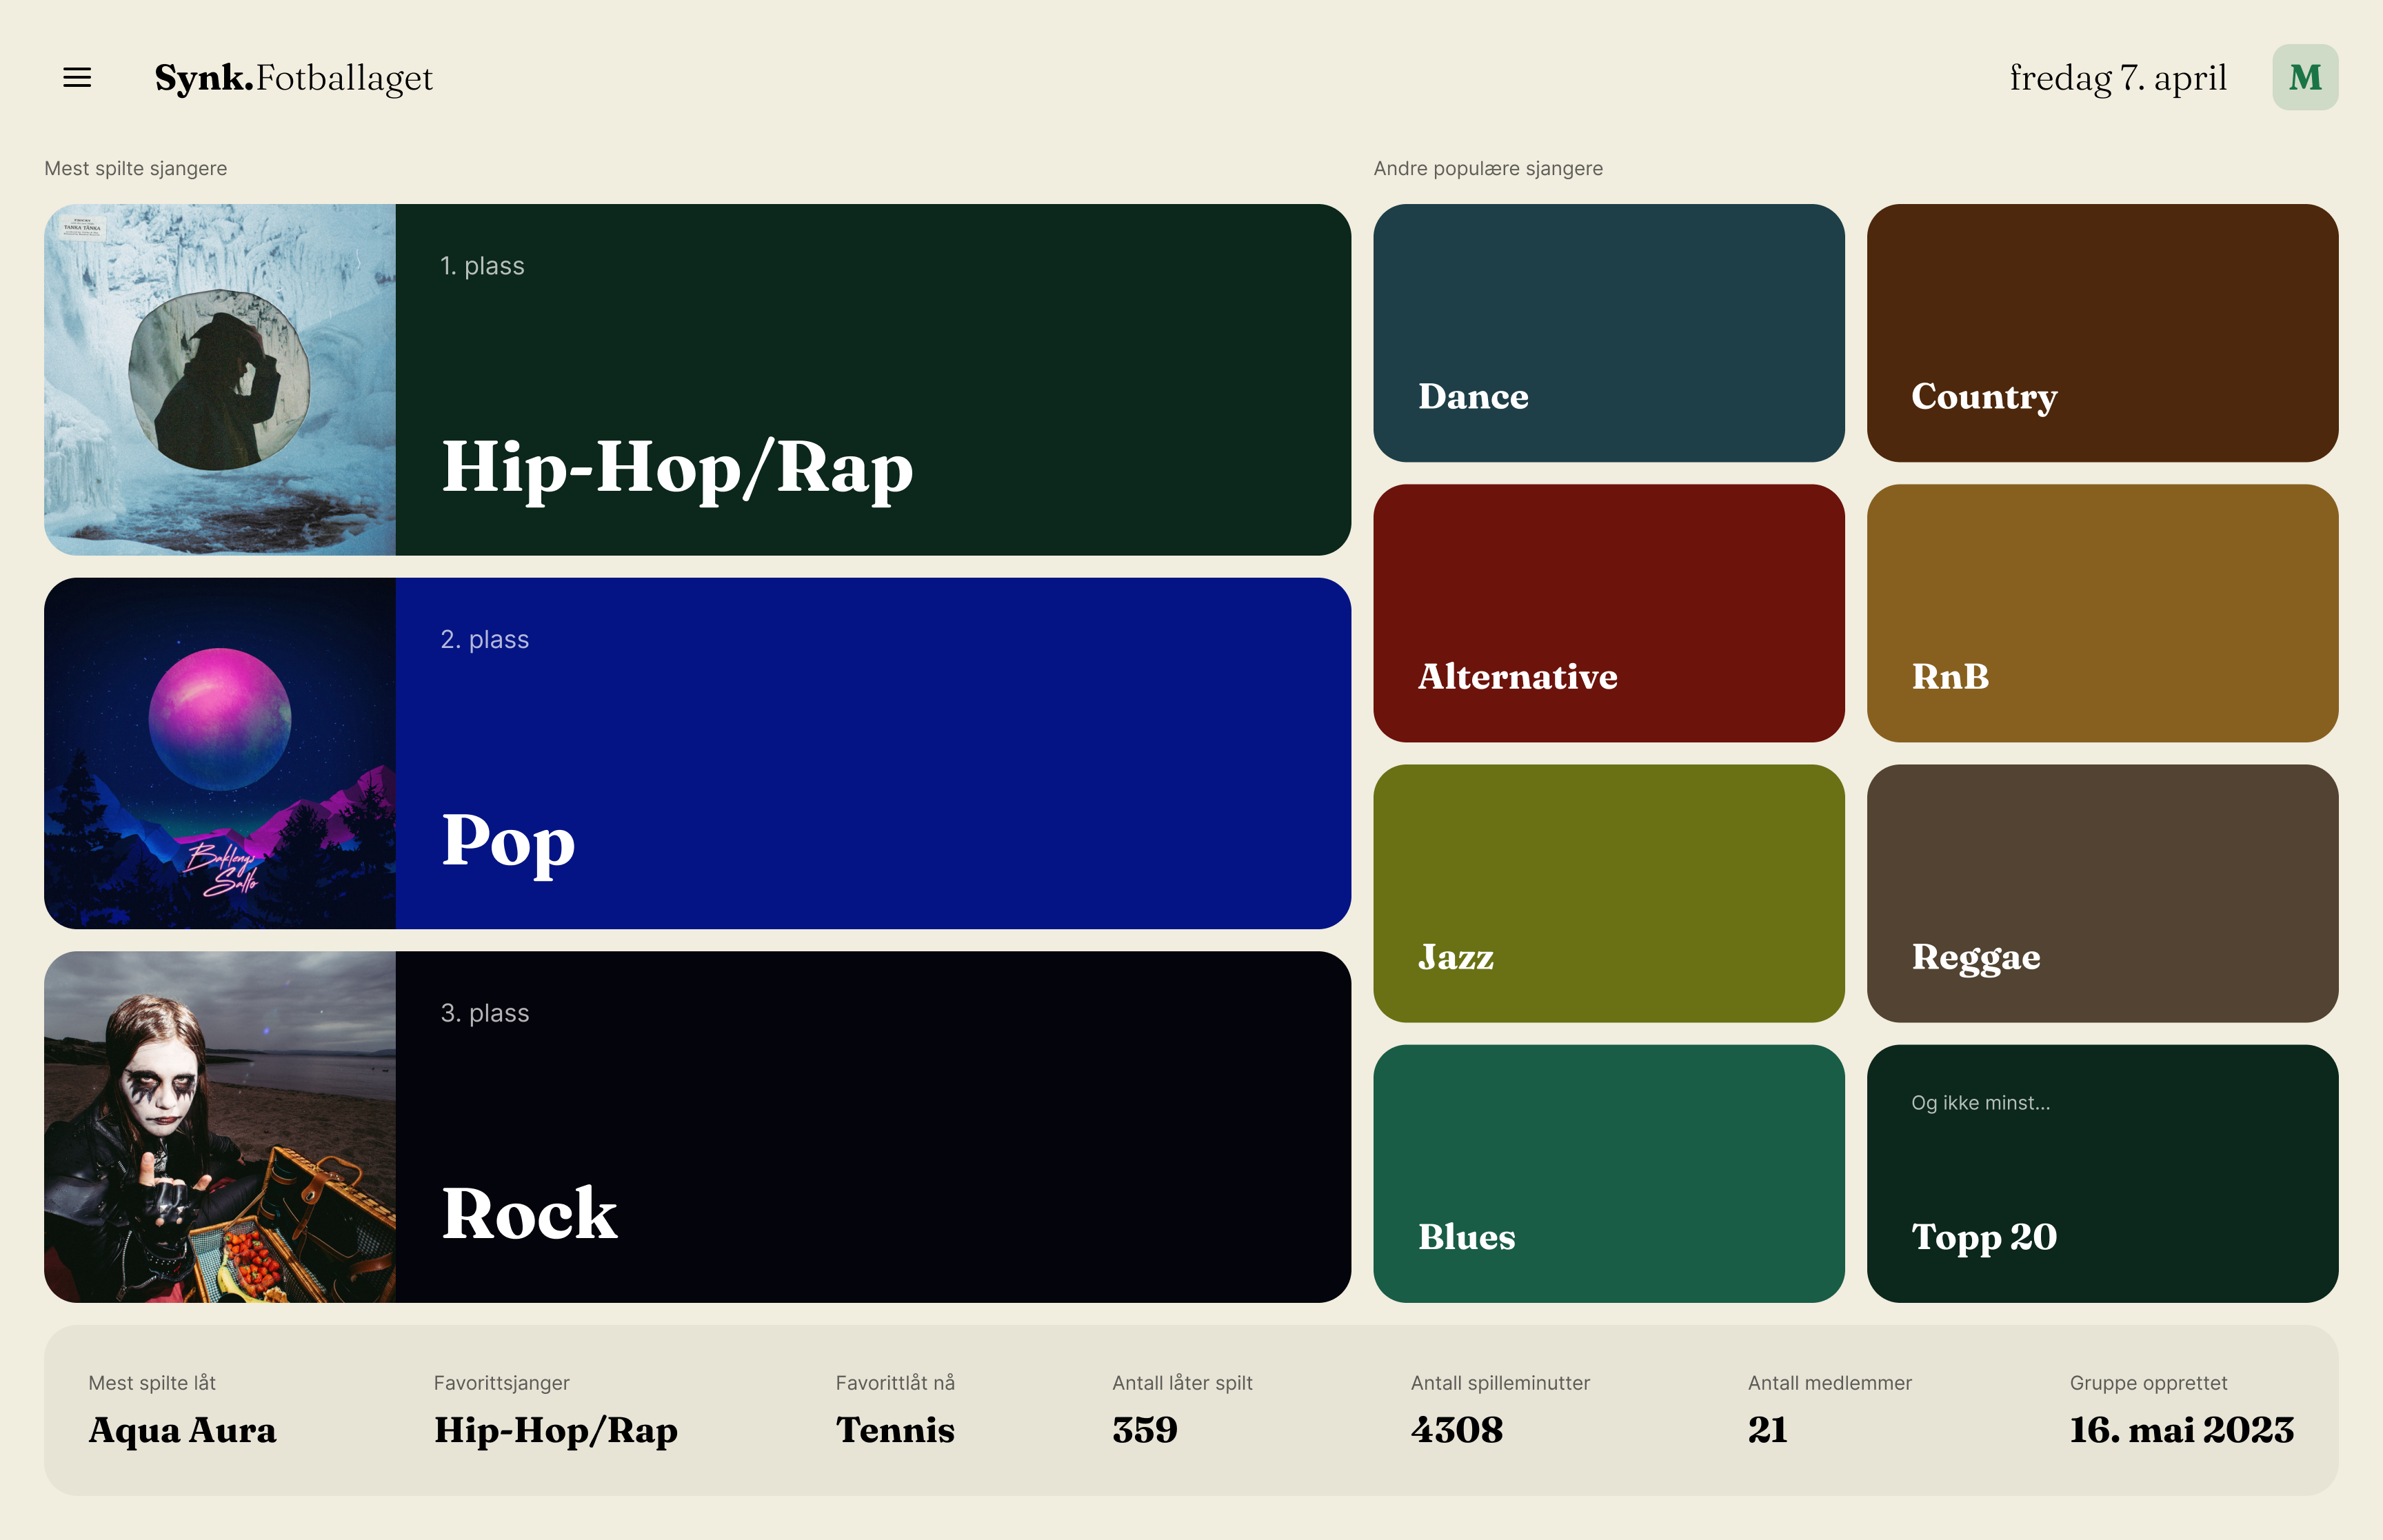 Synk.Fotballaget
fredag 7. april
M
Mest spilte sjangere
TANKA TÅNKA
1. plass
Hip-Hop/Rap
2. plass
Pop
Baklengs
Salto
3. plass
Rock
Andre populære sjangere
Dance
Country
Alternative
RnB
Jazz
Reggae
Blues
Og ikke minst...
Topp 20
Mest spilte låt
Aqua Aura
Favorittsjanger
Hip-Hop/Rap
Favorittlåt nå
Tennis
Antall låter spilt
359
Antall spilleminutter
4308
Antall medlemmer
21
Gruppe opprettet
16. mai 2023